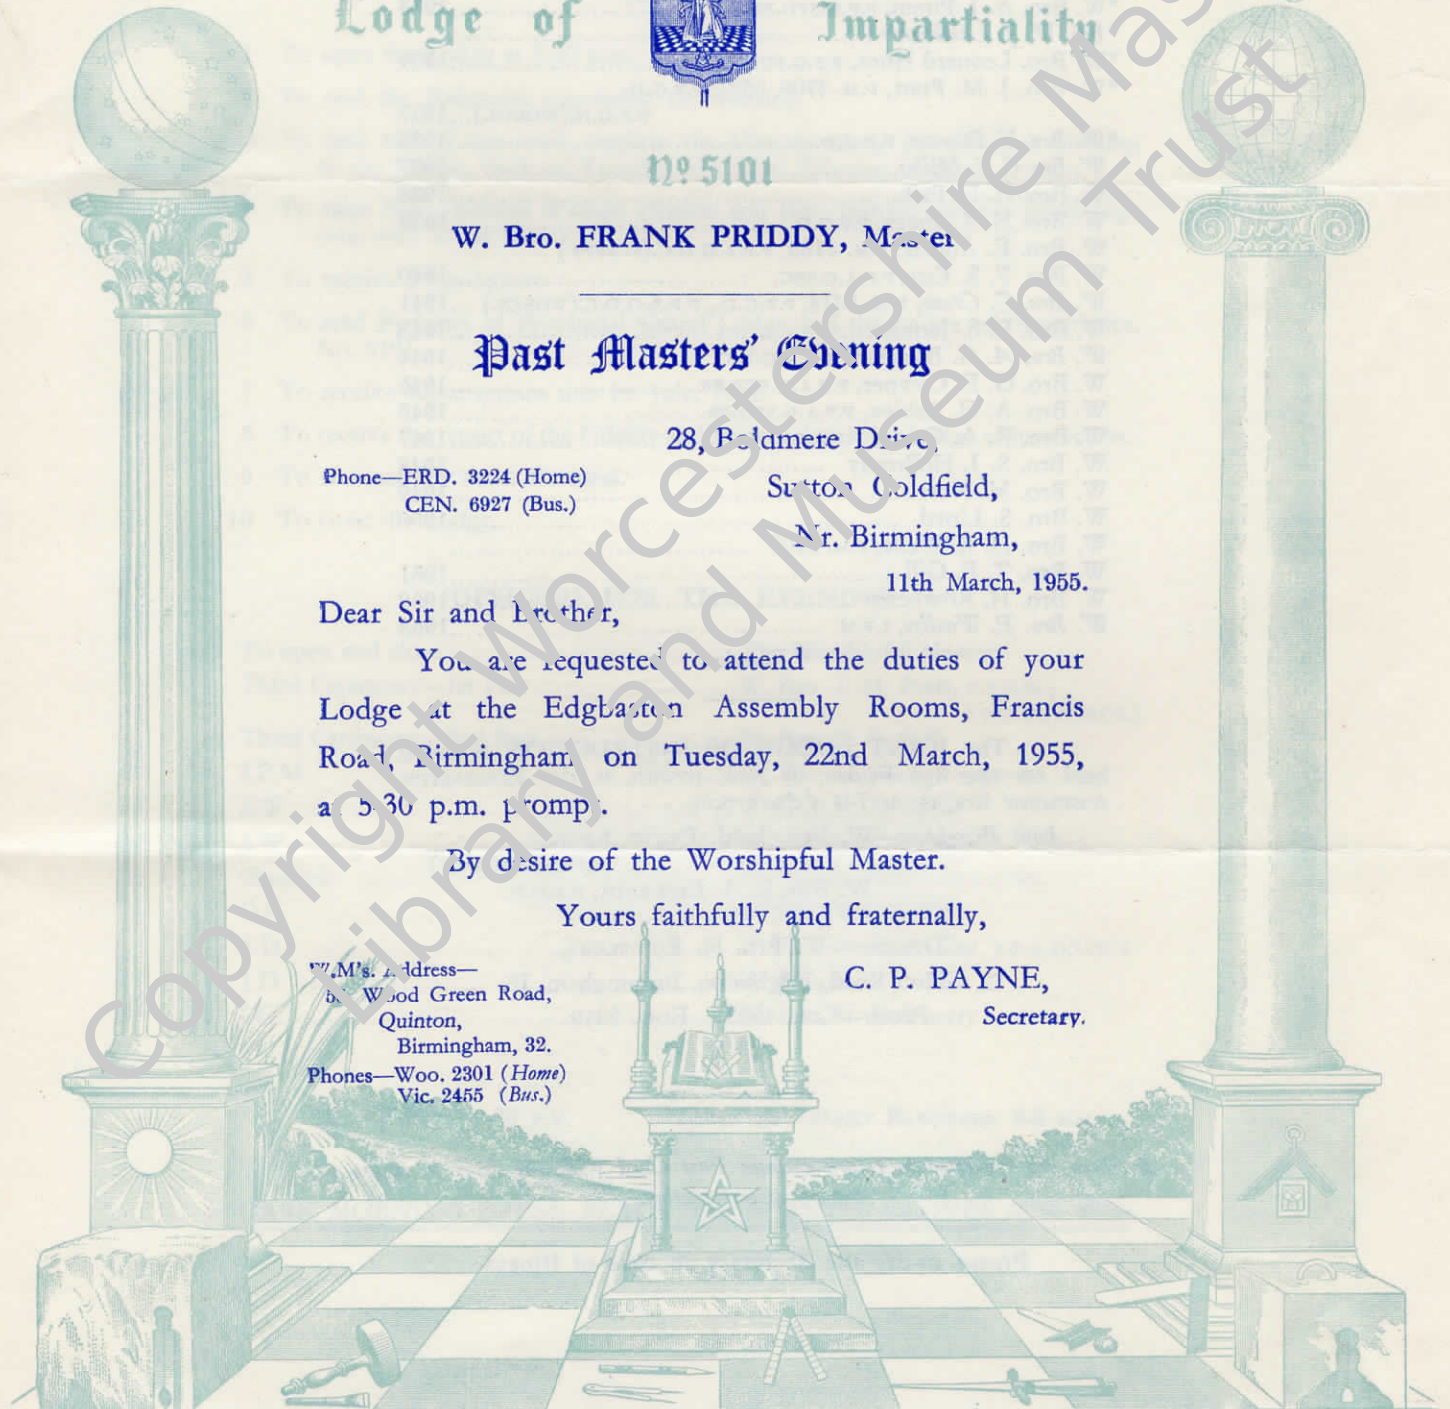 Lodge of Impartiality
No 5101
W. Bro. FRANK PRIDDY, Master
Past Masters' Evening
28, Boldmere Drive,
Phone—ERD. 3224 (Home)
CEN. 6927 (Bus.)
Sutton Coldfield,
Nr. Birmingham,
11th March, 1955.
Dear Sir and Brother,
You are requested to attend the duties of your
Lodge at the Edgbaston Assembly Rooms, Francis
Road, Birmingham on Tuesday, 22nd March, 1955,
at 5-30 p.m. prompt.
By desire of the Worshipful Master.
Yours faithfully and fraternally,
C. P. PAYNE,
Secretary.
W.M's. Address—
Wood Green Road,
Quinton,
Birmingham, 32.
Phones—Woo. 2301 (Home)
Vic. 2455 (Bus.)
Copyright Worcestershire Mas
Library and Museum Trust